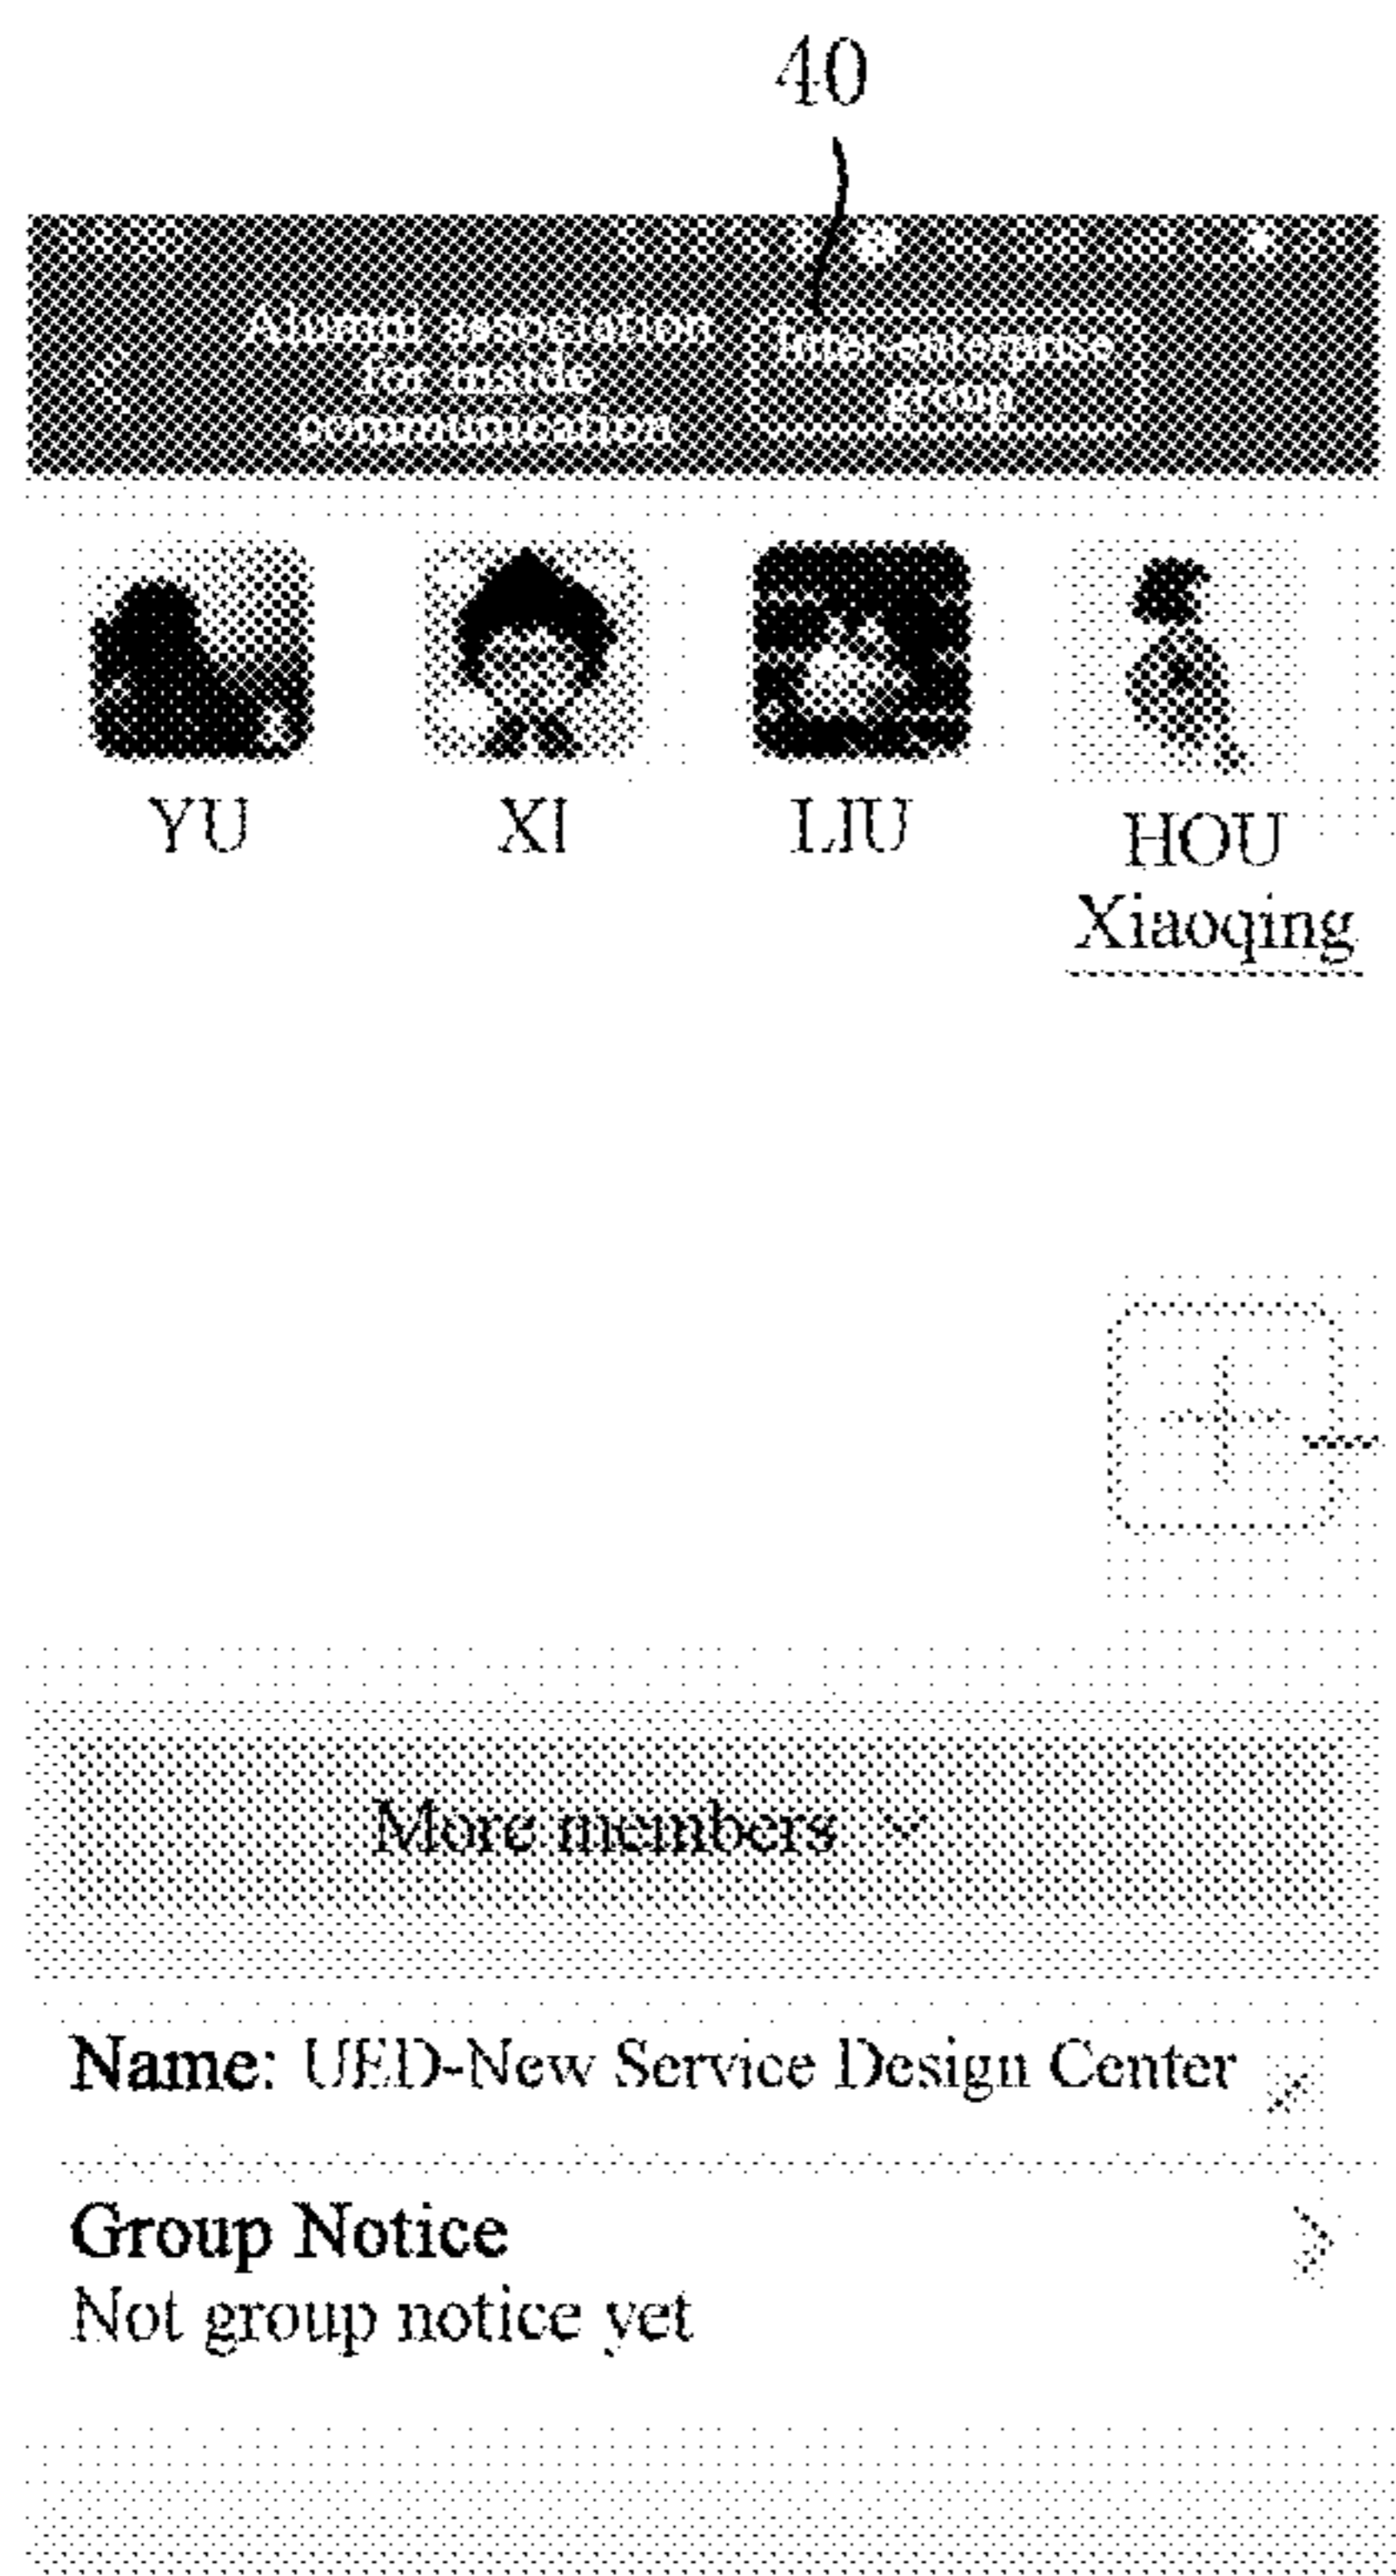 40
Alumni association
for inside
communication
Inter-enterprise
group
YU
XI
LIU
HOU
Xiaoqing
More members
Name: UED-New Service Design Center
Group Notice
Not group notice yet